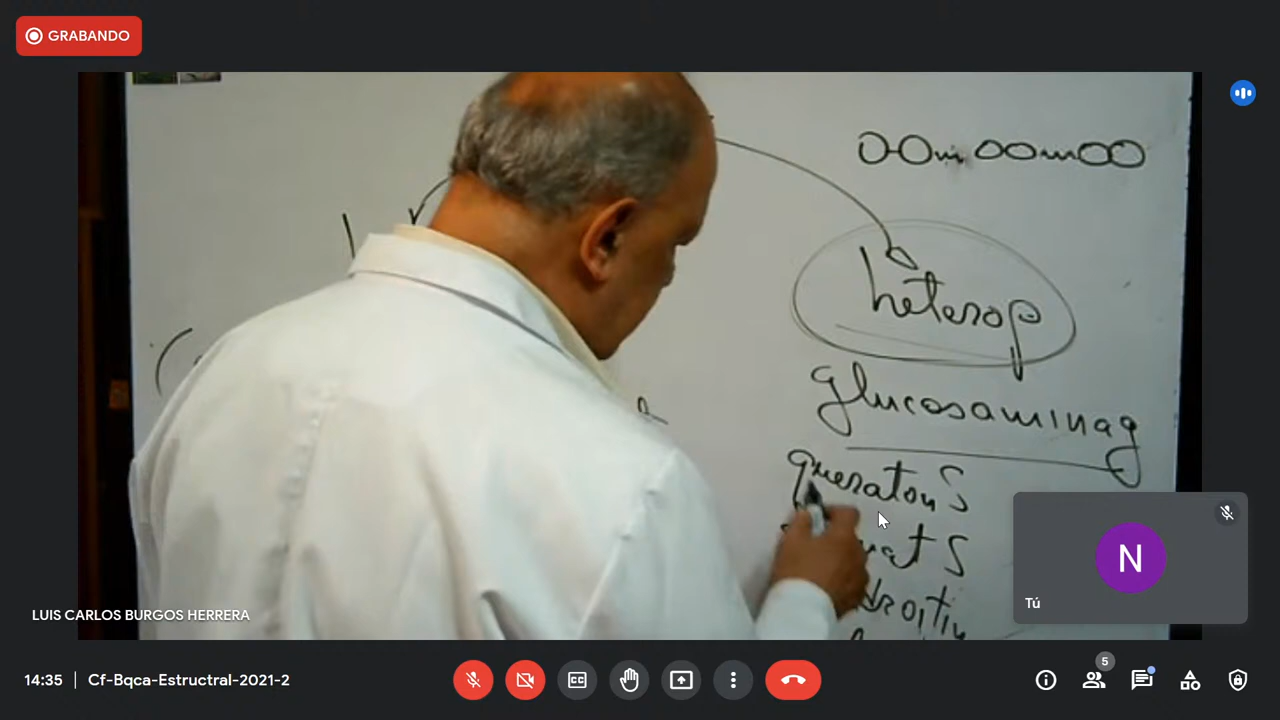 GRABANDO
heterop
glucosaminag
queraton S
S
LUIS CARLOS BURGOS HERRERA
N
Tú
14:35 | Cf-Bqca-Estructral-2021-2
5